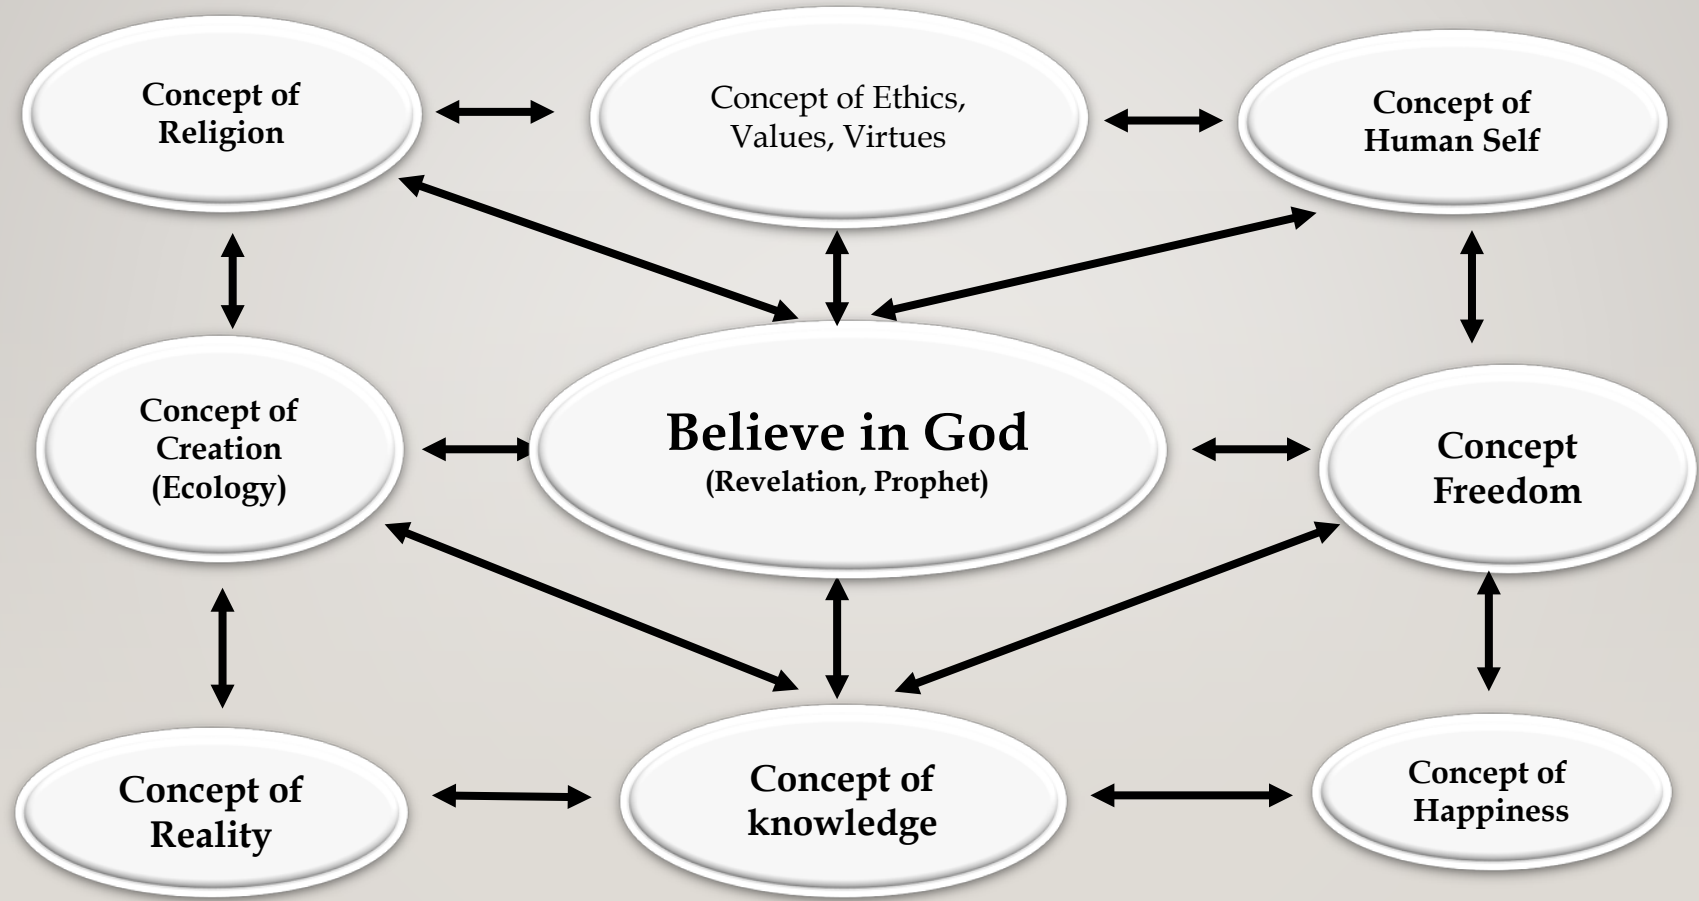 Concept of
Religion
Concept of Ethics,
Values, Virtues
Concept of
Human Self
Concept of
Creation
(Ecology)
Believe in God
(Revelation, Prophet)
Concept
Freedom
Concept of
Reality
Concept of
knowledge
Concept of
Happiness